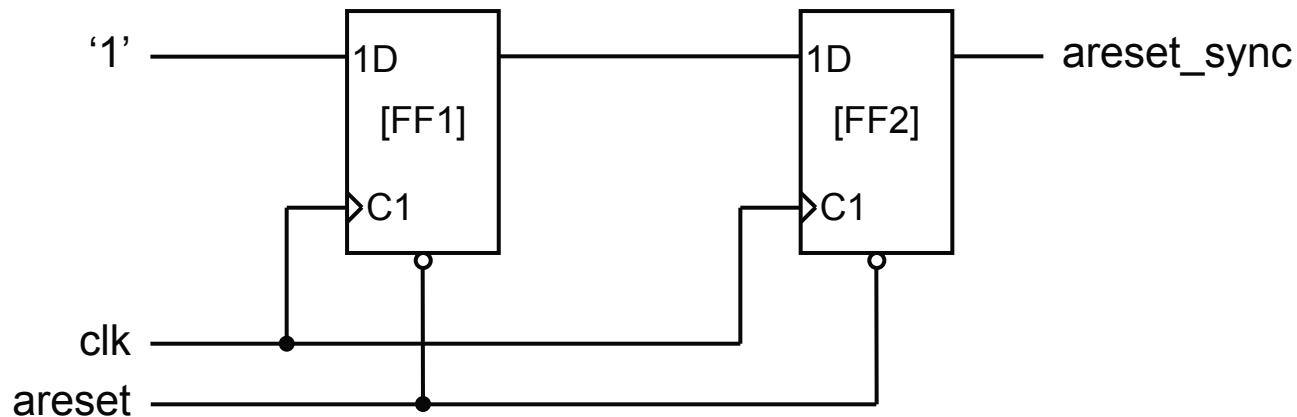 ‘1’
1D
1D
areset_sync
[FF1]
[FF2]
C1
C1
clk
areset